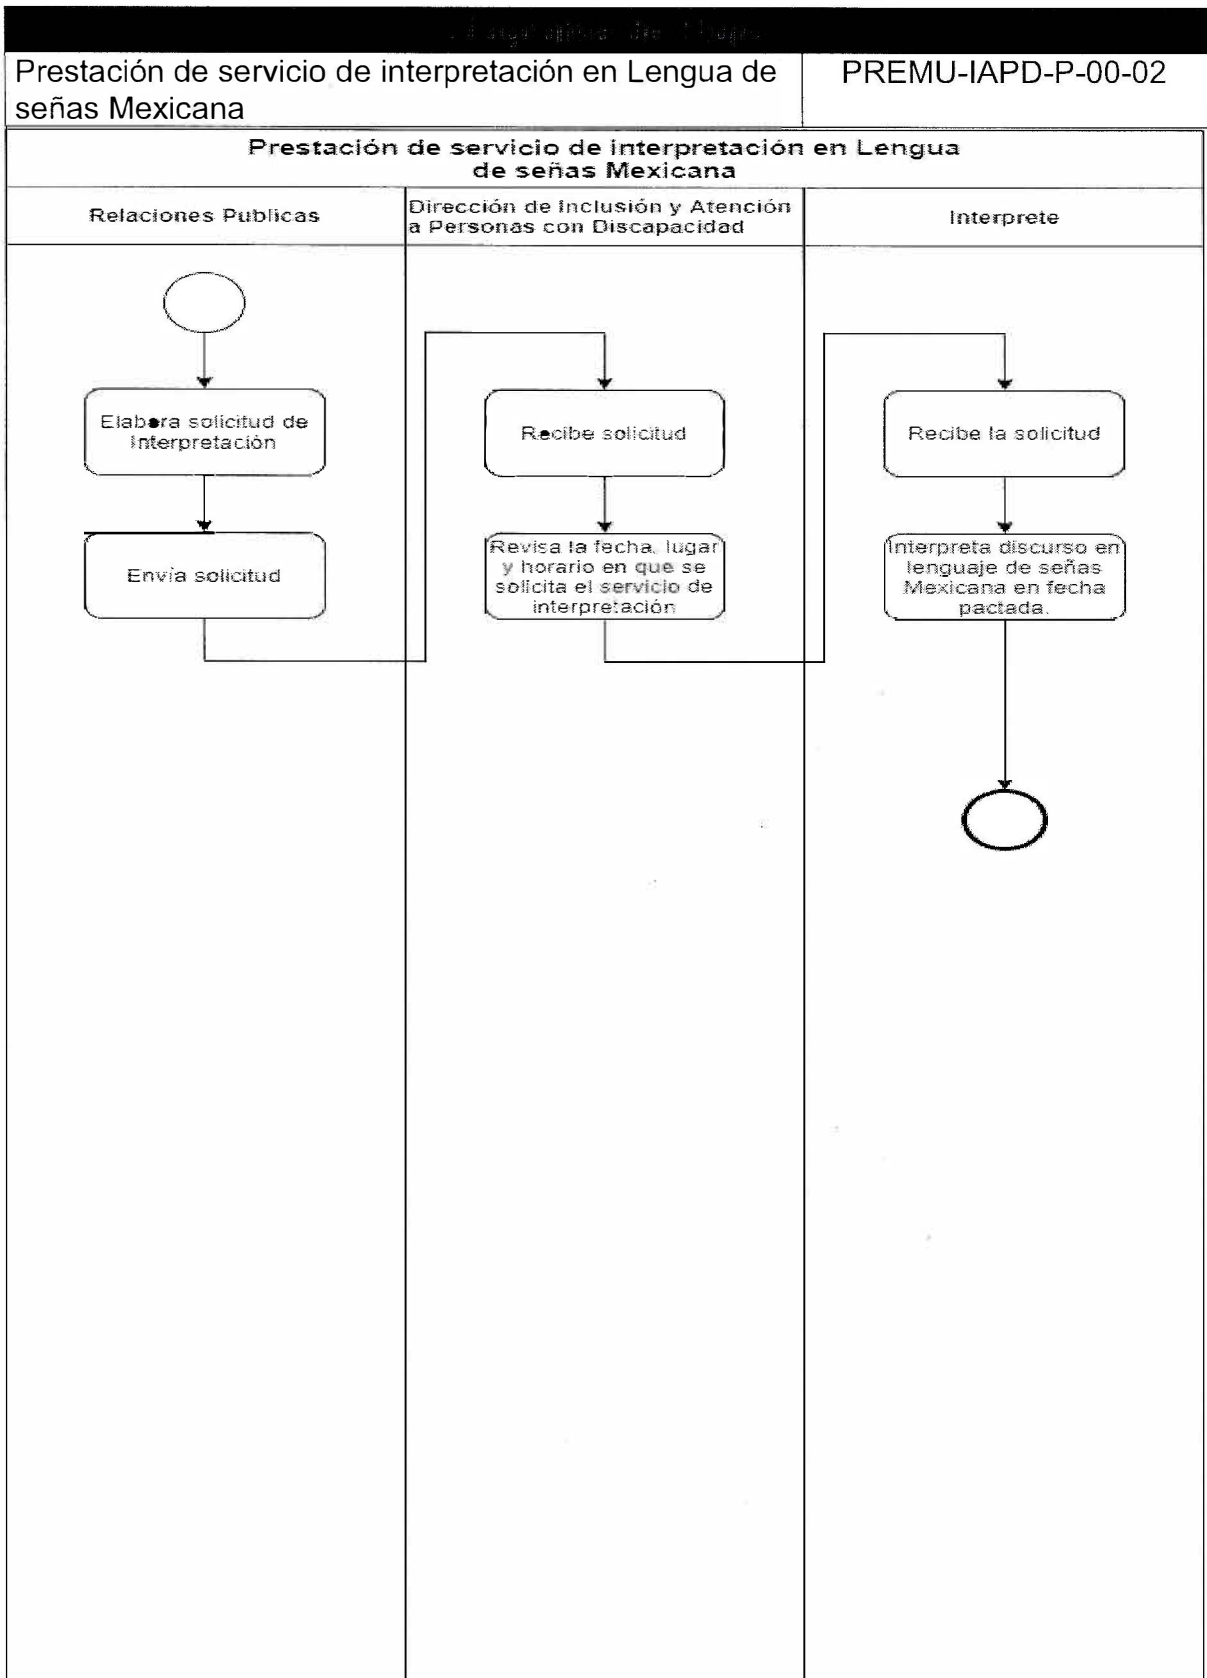 Prestación de servicio de interpretación en Lengua de
señas Mexicana
PREMU-IAPD-P-00-02
Prestación de servicio de interpretación en Lengua
de señas Mexicana
Relaciones Publicas
Dirección de Inclusión y Atención
a Personas con Discapacidad
Interprete
Elabora solicitud de
Interpretación
Envía solicitud
Recibe solicitud
Revisa la fecha, lugar
y horario en que se
solicita el servicio de
interpretación
Recibe la solicitud
Interpreta discurso en
lenguaje de señas
Mexicana en fecha
pactada.